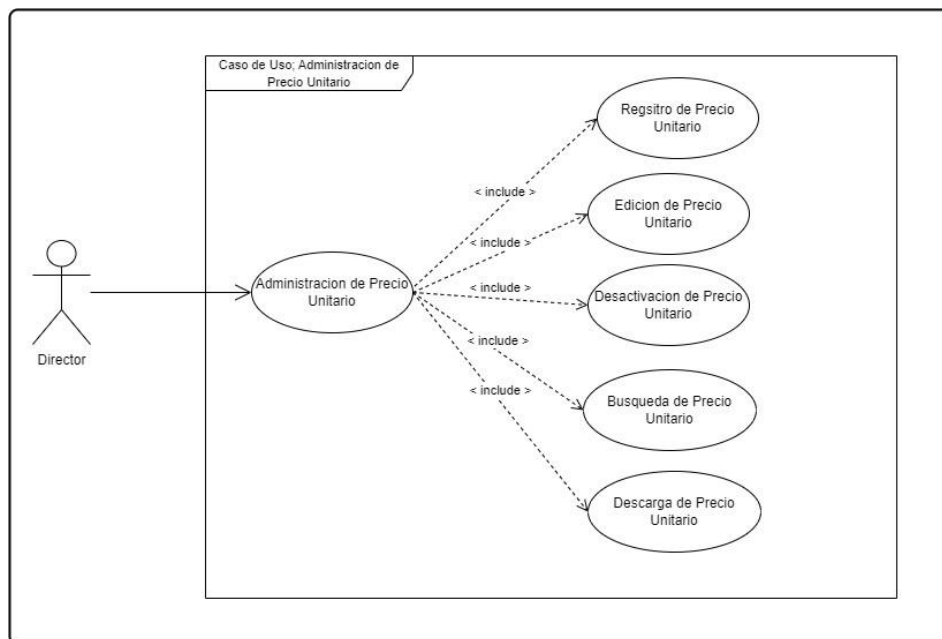 Caso de Uso; Administracion de
Precio Unitario
Regsitro de Precio
Unitario
< include >
Edicion de Precio
Unitario
< include >
Administracion de Precio
Unitario
< include >
Desactivacion de Precio
Unitario
< include >
Director
< include >
Busqueda de Precio
Unitario
Descarga de Precio
Unitario